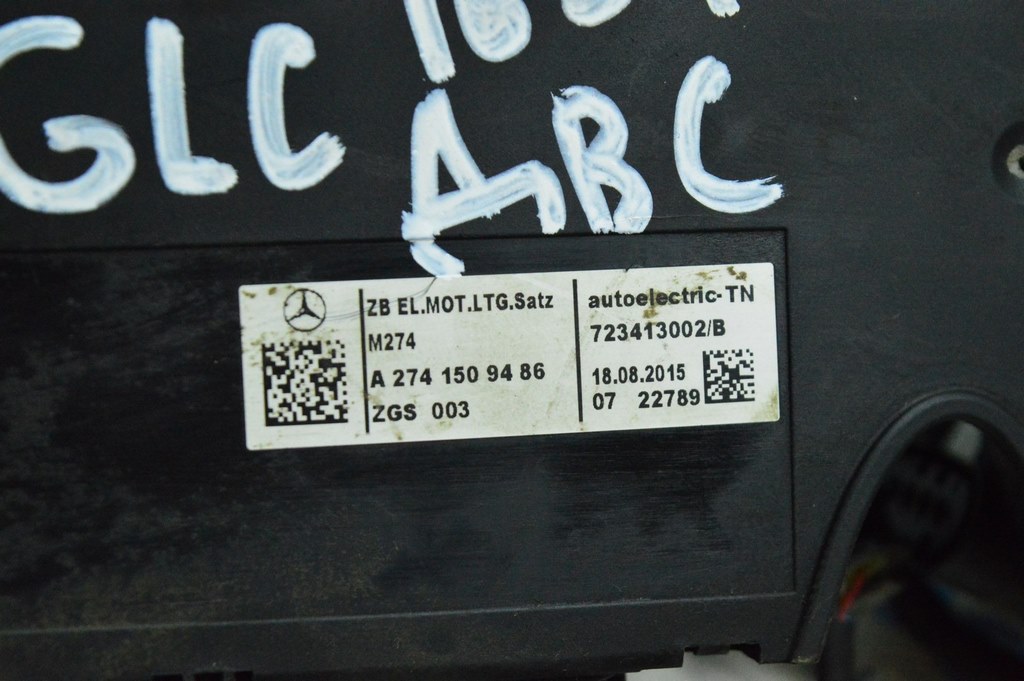 GLC
ABC
ZB EL.MOT.LTG.Satz
M274
A 274 150 94 86
ZGS 003
autoelectric-TN
723413002/B
18.08.2015
07 22789